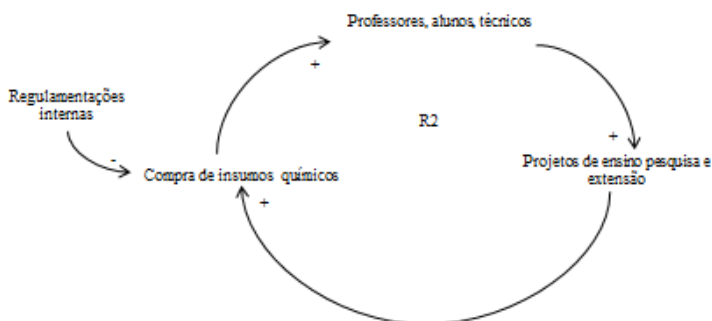 Professores, alunos, técnicos
+
Regulamentações
internas
R2
+
-
Projetos de ensino pesquisa e
extensão
Compra de insumos químicos
+